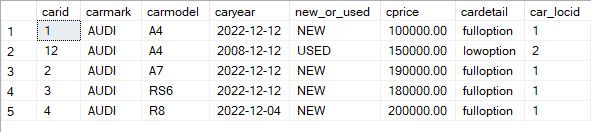 carid carmark carmodel caryear new_or_used cprice cardetail car_locid
1 1 AUDI A4 2022-12-12 NEW 100000.00 fulloption 1
2 12 AUDI A4 2008-12-12 USED 150000.00 lowoption 2
3 2 AUDI A7 2022-12-12 NEW 190000.00 fulloption 1
4 3 AUDI RS6 2022-12-12 NEW 180000.00 fulloption 1
5 4 AUDI R8 2022-12-04 NEW 200000.00 fulloption 1